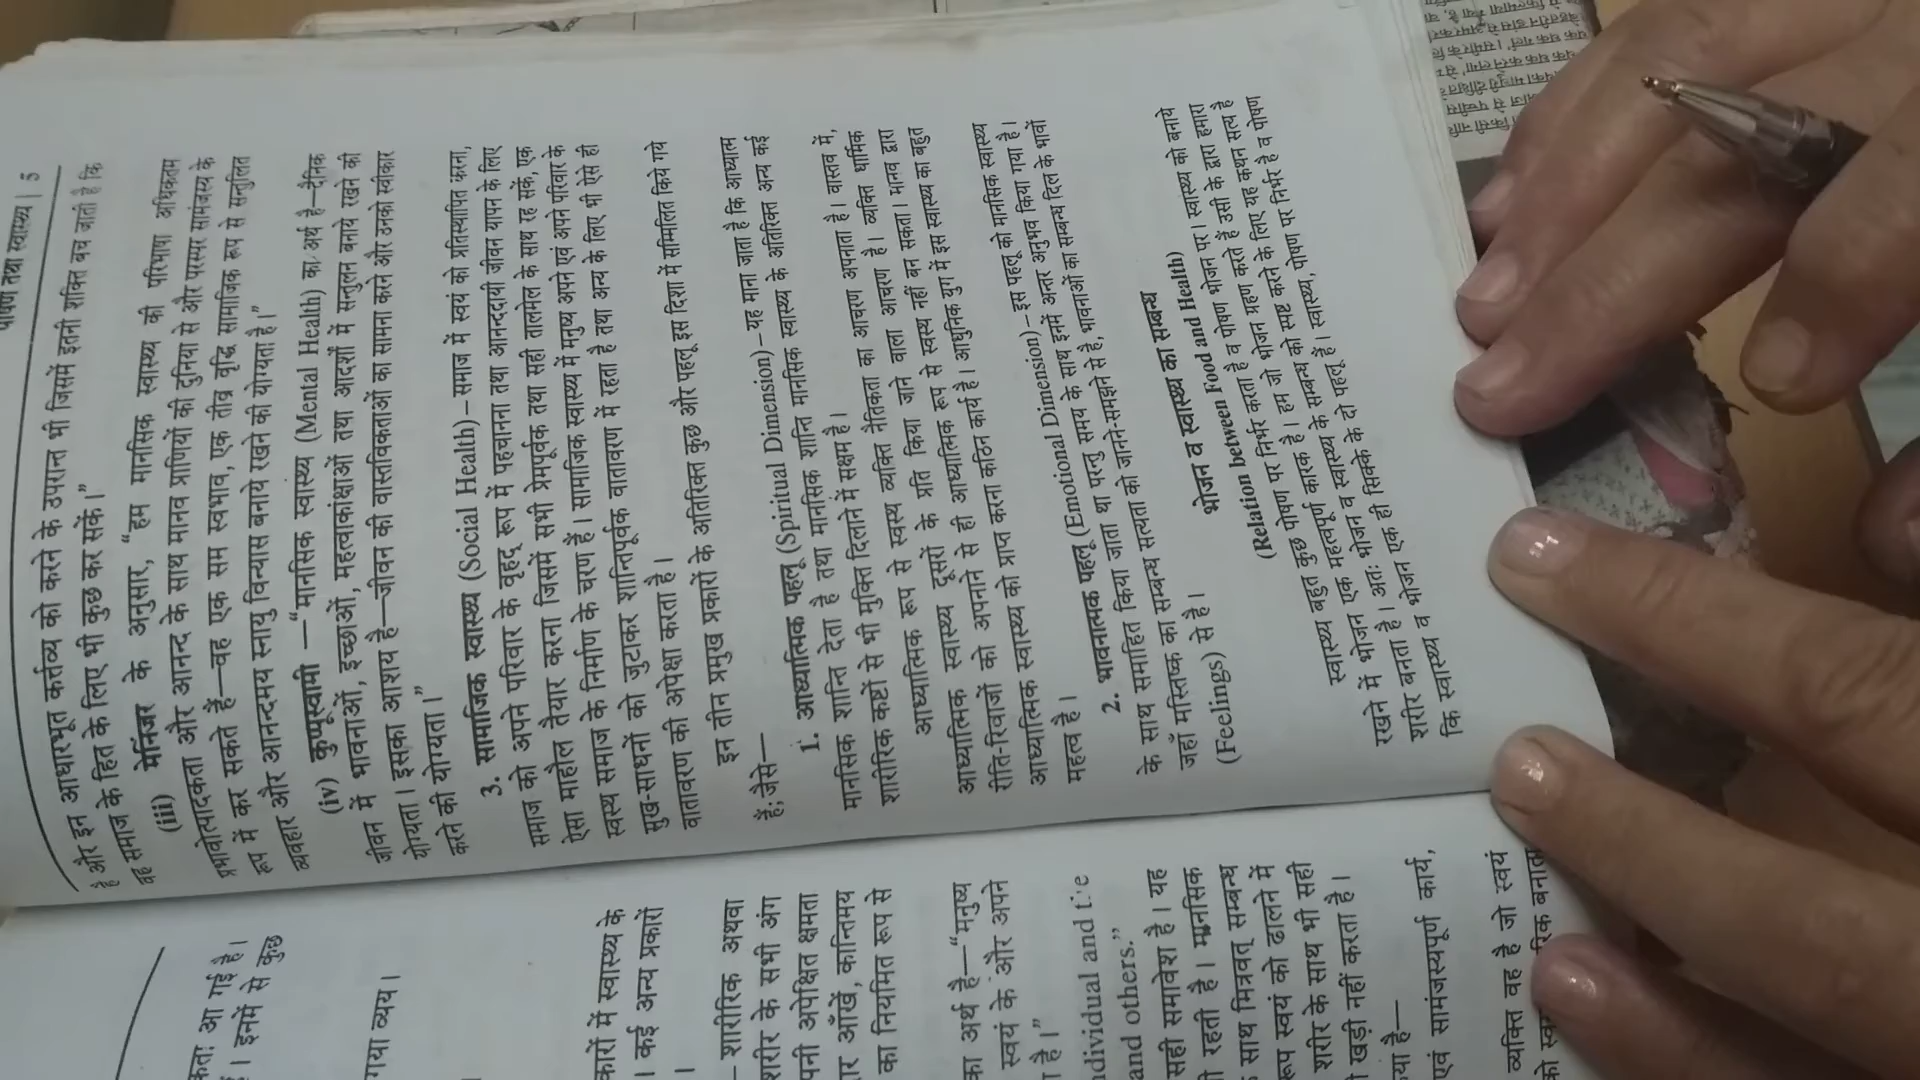 पोषण तथा स्वास्थ्य | 5
है और इन आधारभूत कर्त्तव्य को करने के उपरान्त भी जिसमें इतनी शक्ति बच जाती है कि
वह समाज के हित के लिए भी कुछ कर सकें।”
(iii) मेनिंजर के अनुसार, “हम मानसिक स्वास्थ्य की परिभाषा अधिकतम
प्रभावोत्पादकता और आनन्द के साथ मानव प्राणियों की दुनिया से और परस्पर सामंजस्य के
रूप में कर सकते हैं—वह एक सम स्वभाव, एक तीव्र वृद्धि सामाजिक रूप से सन्तुलित
व्यवहार और आनन्दमय स्नायु विन्यास बनाये रखने की योग्यता है।”
(iv) कुप्पूस्वामी —“मानसिक स्वास्थ्य (Mental Health) का अर्थ है—दैनिक
जीवन में भावनाओं, इच्छाओं, महत्वाकांक्षाओं तथा आदर्शों में सन्तुलन बनाये रखने की
योग्यता। इसका आशय है—जीवन की वास्तविकताओं का सामना करने और उनको स्वीकार
करने की योग्यता।”
3. सामाजिक स्वास्थ्य (Social Health) – समाज में स्वयं को प्रतिस्थापित करना,
समाज को अपने परिवार के वृहद् रूप में पहचानना तथा आनन्ददायी जीवन यापन के लिए
ऐसा माहौल तैयार करना जिसमें सभी प्रेमपूर्वक तथा सही तालमेल के साथ रह सकें, एक
स्वस्थ समाज के निर्माण के चरण हैं। सामाजिक स्वास्थ्य में मनुष्य अपने एवं अपने परिवार के
सुख-साधनों को जुटाकर शान्तिपूर्वक वातावरण में रहता है तथा अन्य के लिए भी ऐसे ही
वातावरण की अपेक्षा करता है।
इन तीन प्रमुख प्रकारों के अतिरिक्त कुछ और पहलू इस दिशा में सम्मिलित किये गये
हैं; जैसे—
1. आध्यात्मिक पहलू (Spiritual Dimension) – यह माना जाता है कि आध्यात्म
मानसिक शान्ति देता है तथा मानसिक शान्ति मानसिक स्वास्थ्य के अतिरिक्त अन्य कई
शारीरिक कष्टों से भी मुक्ति दिलाने में सक्षम है।
आध्यात्मिक रूप से स्वस्थ व्यक्ति नैतिकता का आचरण अपनाता है। वास्तव में,
आध्यात्मिक स्वास्थ्य दूसरों के प्रति किया जाने वाला आचरण है। व्यक्ति धार्मिक
रीति-रिवाजों को अपनाने से ही आध्यात्मिक रूप से स्वस्थ नहीं बन सकता। मानव द्वारा
आध्यात्मिक स्वास्थ्य को प्राप्त करना कठिन कार्य है। आधुनिक युग में इस स्वास्थ्य का बहुत
महत्व है।
2. भावनात्मक पहलू (Emotional Dimension) – इस पहलू को मानसिक स्वास्थ्य
के साथ समाहित किया जाता था परन्तु समय के साथ इनमें अन्तर अनुभव किया गया है।
जहाँ मस्तिष्क का सम्बन्ध सत्यता को जानने-समझने से है, भावनाओं का सम्बन्ध दिल के भावों
(Feelings) से है।
भोजन व स्वास्थ्य का सम्बन्ध
(Relation between Food and Health)
स्वास्थ्य बहुत कुछ पोषण पर निर्भर करता है व पोषण भोजन पर। स्वास्थ्य को बनाये
रखने में भोजन एक महत्वपूर्ण कारक है। हम जो भोजन ग्रहण करते हैं उसी के द्वारा हमारा
शरीर बनता है। अतः भोजन व स्वास्थ्य के सम्बन्ध को स्पष्ट करने के लिए यह कथन सत्य है
कि स्वास्थ्य व भोजन एक ही सिक्के के दो पहलू हैं। स्वास्थ्य, पोषण पर निर्भर है व पोषण
आ गई है।
। इनमें से कुछ
गया व्यय।
कारों में स्वास्थ्य के
। कई अन्य प्रकारों
– शारीरिक अथवा
शरीर के सभी अंग
पनी अपेक्षित क्षमता
आँखें, कान्तिमय
का नियमित रूप से
का अर्थ है—“मनुष्य
स्वयं के और अपने
है।”
ndividual and the
and others.”
सही समावेश है। यह
रहती है। मानसिक
साथ मित्रवत् सम्बन्ध
रूप स्वयं को ढालने में
शरीर के साथ भी सही
खड़ी नहीं करता है।
है—
एवं सामंजस्यपूर्ण कार्य,
व्यक्ति वह है जो स्वयं